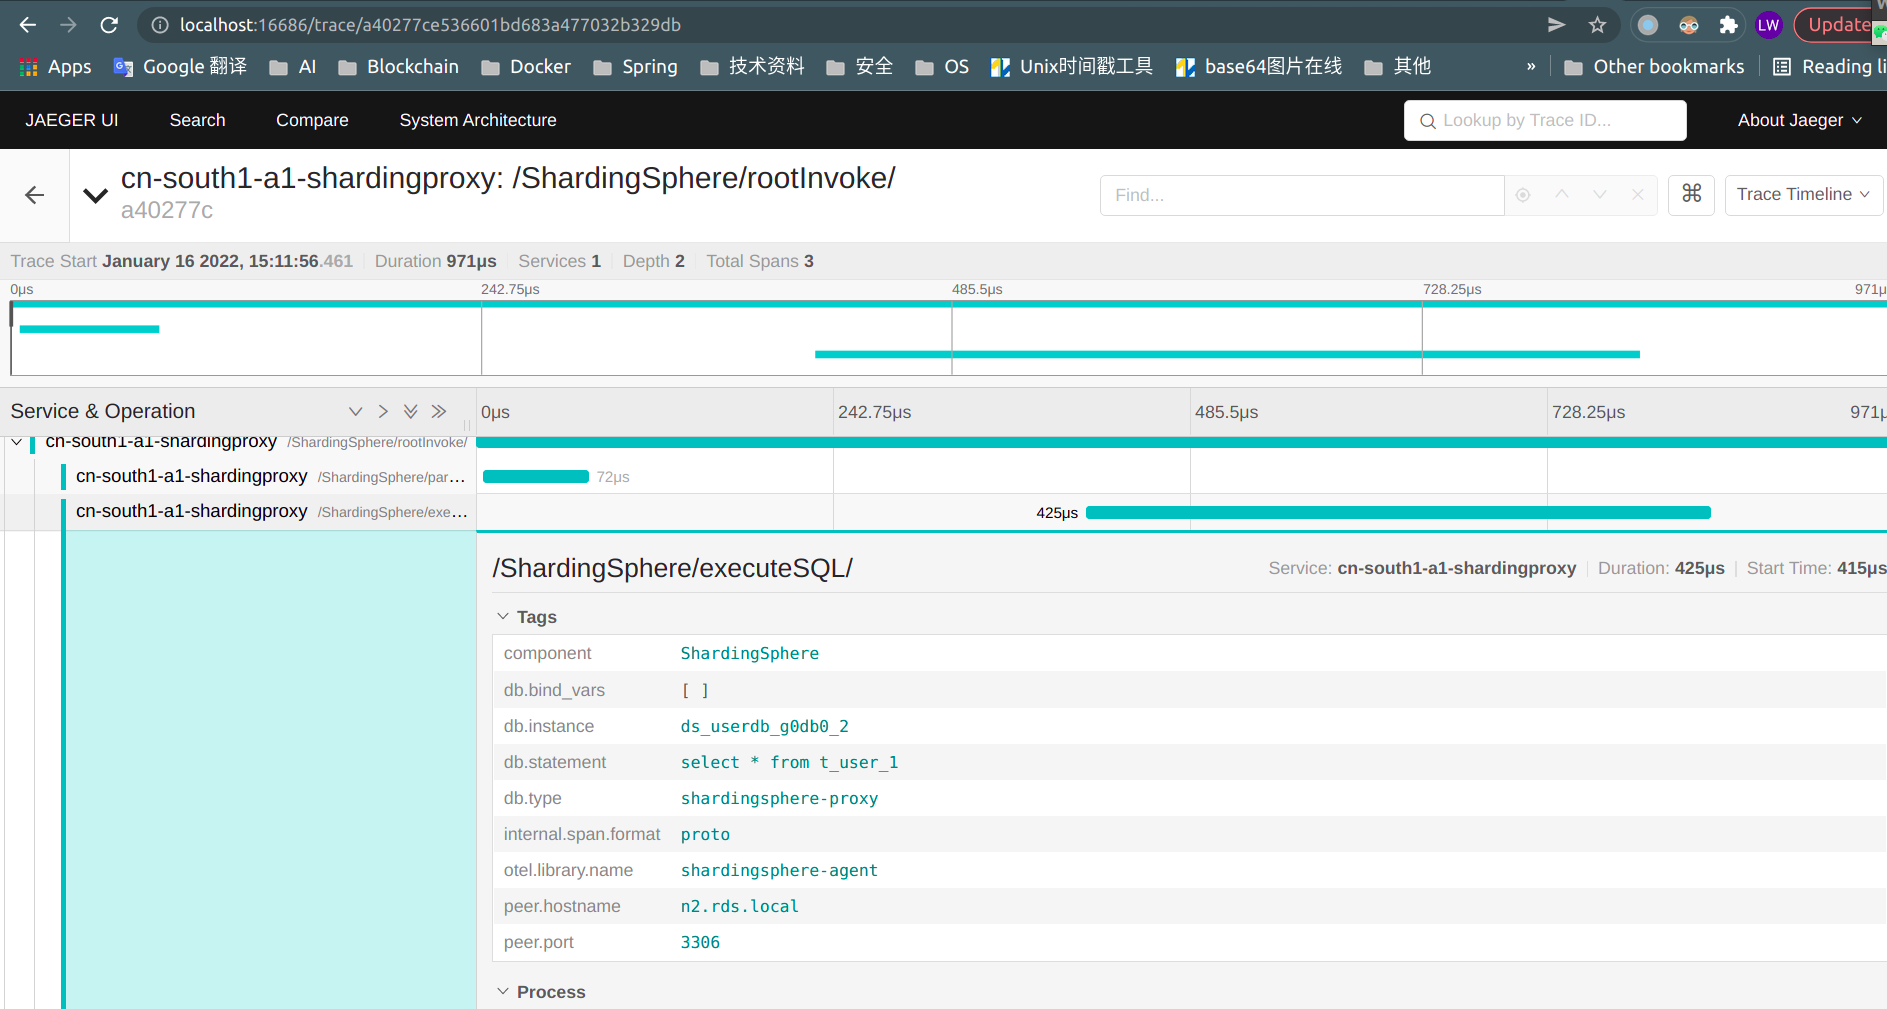 localhost:16686/trace/a40277ce536601bd683a477032b329db
LW
Update
Apps
Google 翻译
AI
Blockchain
Docker
Spring
技术资料
安全
OS
Unix时间戳工具
base64图片在线
其他
»
Other bookmarks
Reading li
JAEGER UI
Search
Compare
System Architecture
Lookup by Trace ID...
About Jaeger
cn-south1-a1-shardingproxy: /ShardingSphere/rootInvoke/
a40277c
Find...
⌘
Trace Timeline
Trace Start January 16 2022, 15:11:56.461
Duration 971μs
Services 1
Depth 2
Total Spans 3
0μs
242.75μs
485.5μs
728.25μs
971μ
Service & Operation
0μs
242.75μs
485.5μs
728.25μs
971μ
cn-south1-a1-shardingproxy /ShardingSphere/rootInvoke/
cn-south1-a1-shardingproxy /ShardingSphere/par…
72μs
cn-south1-a1-shardingproxy /ShardingSphere/exe…
425μs
/ShardingSphere/executeSQL/
Service: cn-south1-a1-shardingproxy
Duration: 425μs
Start Time: 415μs
Tags
component ShardingSphere
db.bind_vars [ ]
db.instance ds_userdb_g0db0_2
db.statement select * from t_user_1
db.type shardingsphere-proxy
internal.span.format proto
otel.library.name shardingsphere-agent
peer.hostname n2.rds.local
peer.port 3306
Process